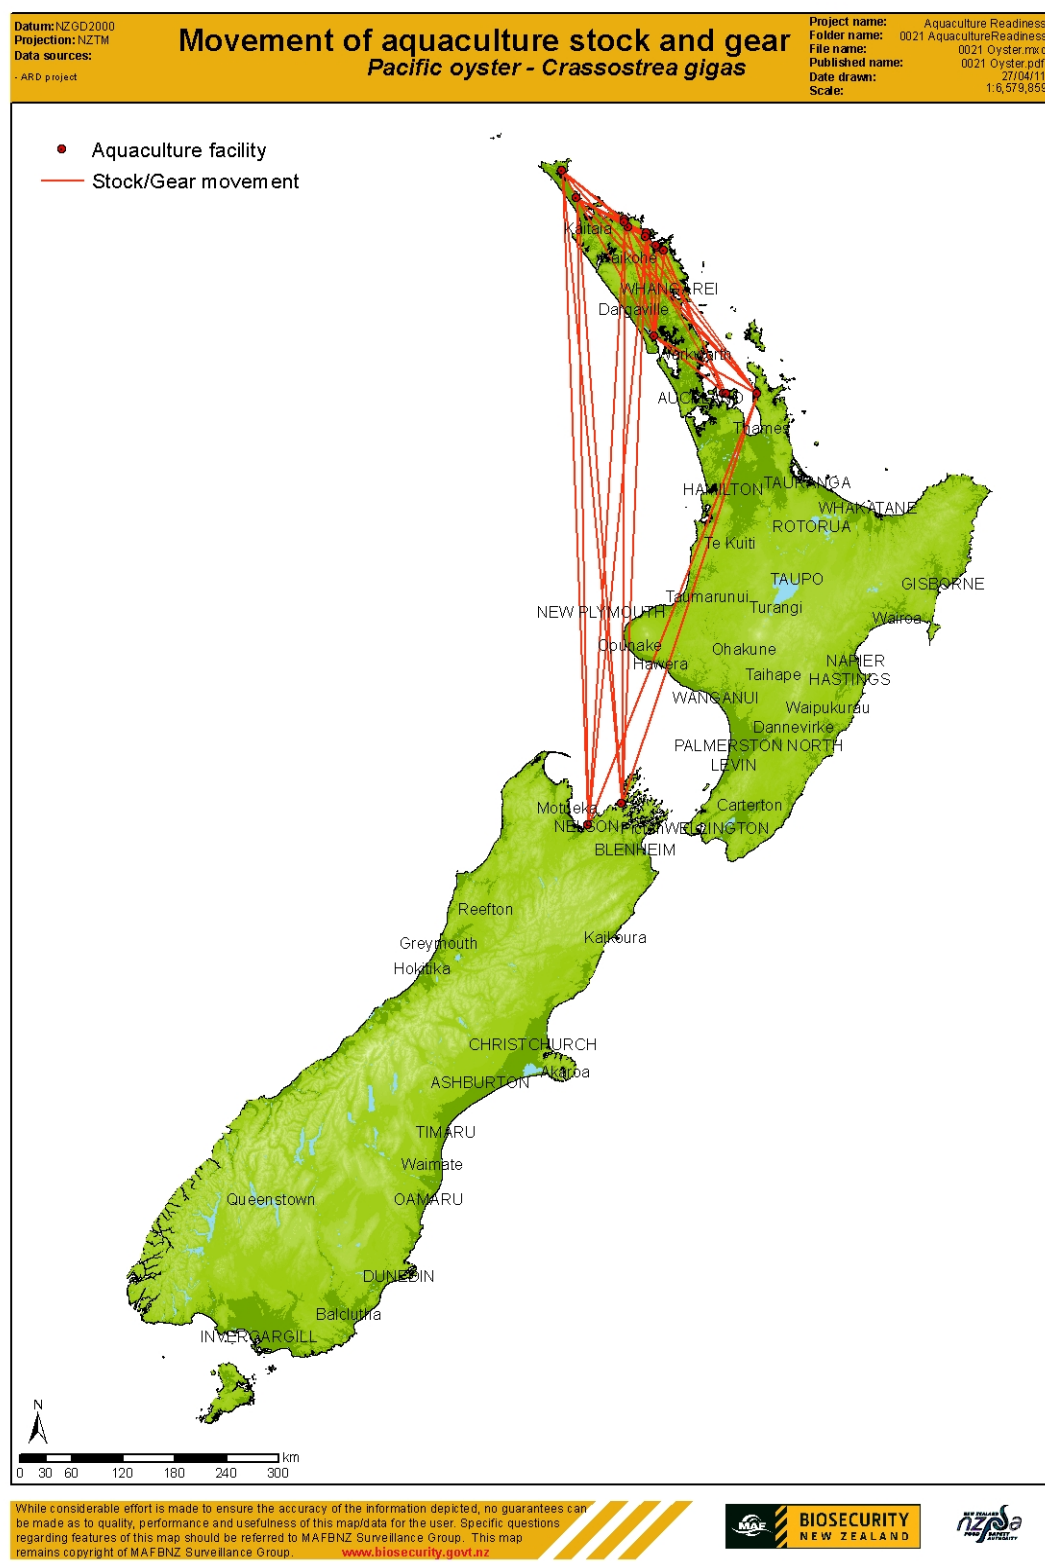 Datum:NZGD2000
Projection: NZTM
Data sources:
- ARD project
Movement of aquaculture stock and gear
Pacific oyster - Crassostrea gigas
Project name: Aquaculture Readiness
Folder name: 0021 AquacultureReadiness
File name: 0021 Oyster.mxd
Published name: 0021 Oyster.pdf
Date drawn: 27/04/11
Scale: 1:6,579,859
Aquaculture facility
Stock/Gear movement
Kaitaia
Kaikohe
WHANGAREI
Dargaville
Warkworth
AUCKLAND
Thames
HAMILTON
TAURANGA
WHAKATANE
ROTORUA
Te Kuiti
TAUPO
GISBORNE
Taumarunui
Turangi
NEW PLYMOUTH
Wairoa
Opunake
Ohakune
Hawera
NAPIER
Taihape
HASTINGS
WANGANUI
Waipukurau
Dannevirke
PALMERSTON NORTH
LEVIN
Motueka
Carterton
NELSON
Picton
WELLINGTON
BLENHEIM
Reefton
Kaikoura
Greymouth
Hokitika
CHRISTCHURCH
Akaroa
ASHBURTON
TIMARU
Waimate
Queenstown
OAMARU
DUNEDIN
Balclutha
INVERGARGILL
N
km
0 30 60 120 180 240 300
While considerable effort is made to ensure the accuracy of the information depicted, no guarantees can
be made as to quality, performance and usefulness of this map/data for the user. Specific questions
regarding features of this map should be referred to MAFBNZ Surveillance Group. This map
remains copyright of MAFBNZ Surveillance Group. www.biosecurity.govt.nz
MAF
BIOSECURITY
NEW ZEALAND
NEW ZEALAND
nzfsa
FOOD SAFETY
AUTHORITY